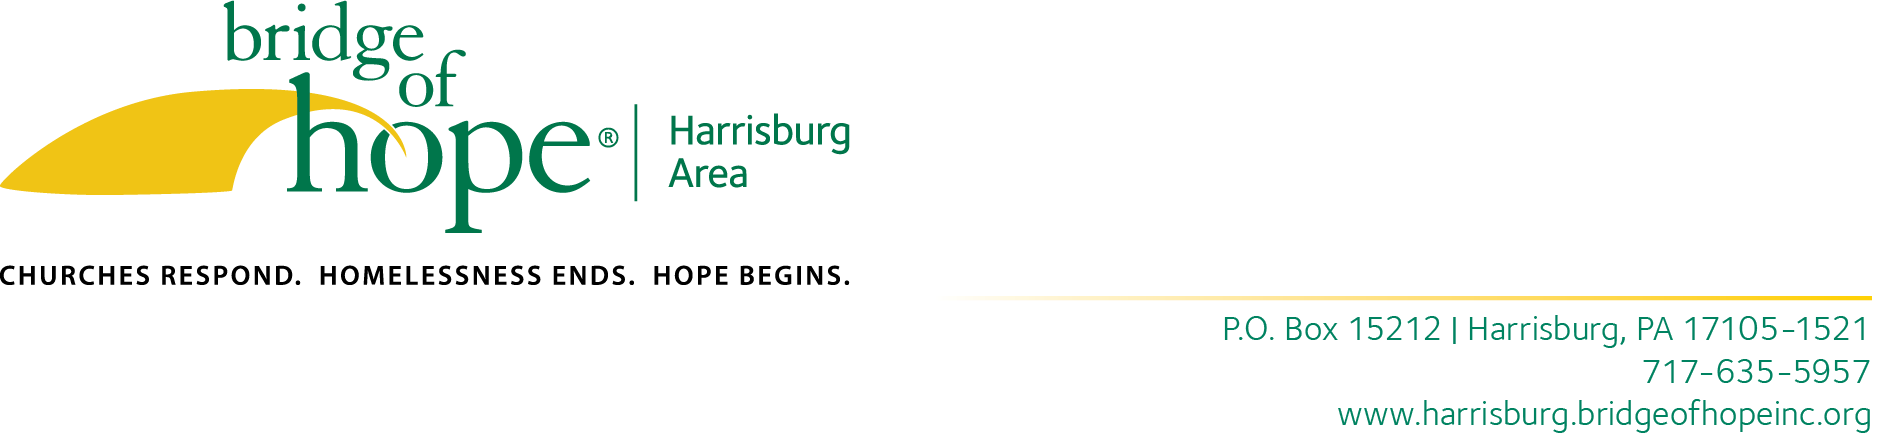 bridge
of
hope®
Harrisburg
Area
CHURCHES RESPOND. HOMELESSNESS ENDS. HOPE BEGINS.
P.O. Box 15212 | Harrisburg, PA 17105-1521
717-635-5957
www.harrisburg.bridgeofhopeinc.org